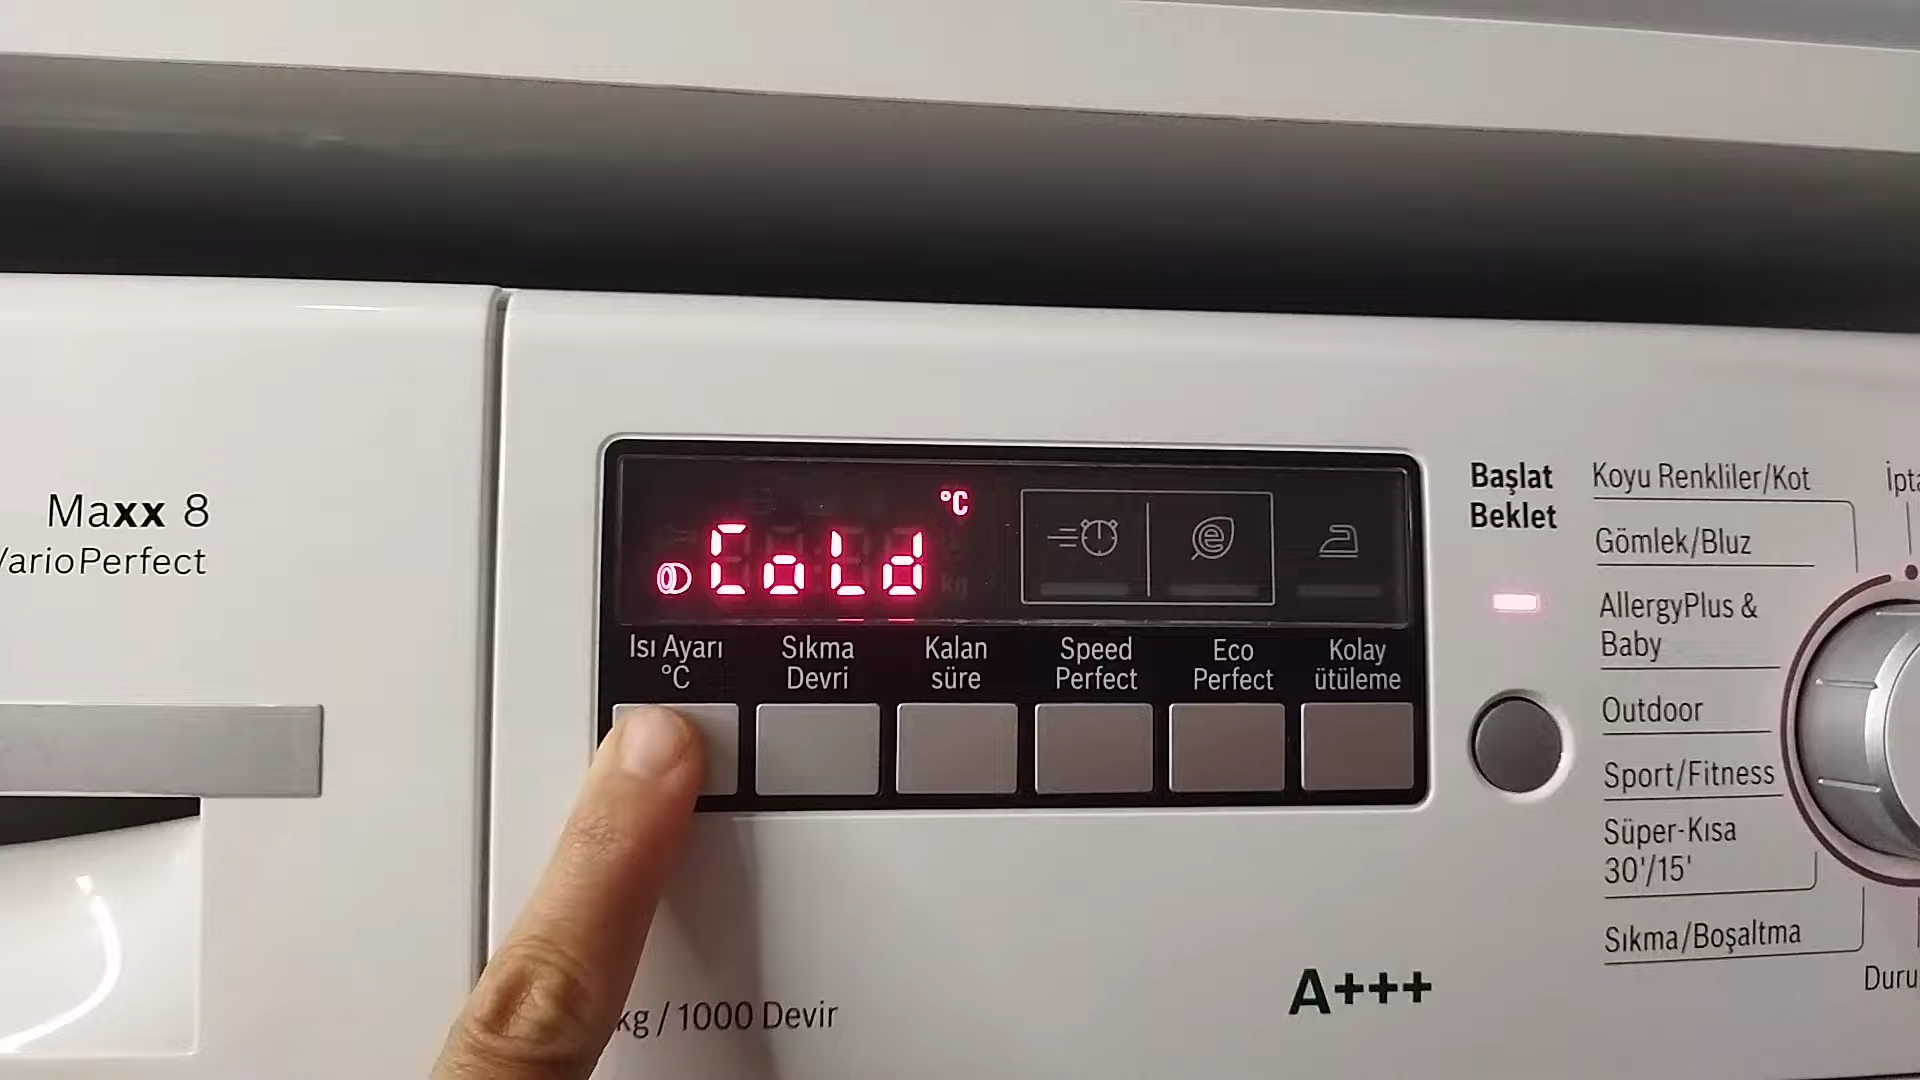 Maxx 8
VarioPerfect
°C
Cold
Isı Ayarı
°C
Sıkma
Devri
Kalan
süre
Speed
Perfect
Eco
Perfect
Kolay
ütüleme
Başlat
Beklet
Koyu Renkliler/Kot
Gömlek/Bluz
AllergyPlus &
Baby
Outdoor
Sport/Fitness
Süper-Kısa
30'/15'
Sıkma/Boşaltma
kg / 1000 Devir
A+++